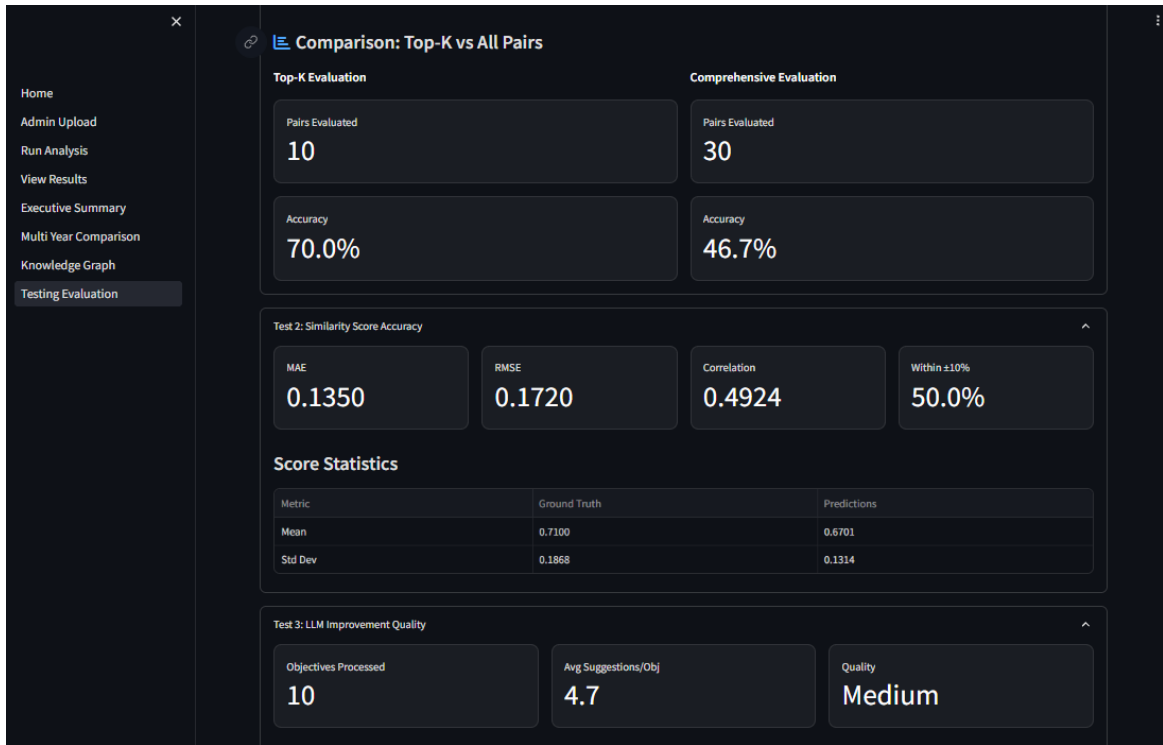 Home
Admin Upload
Run Analysis
View Results
Executive Summary
Multi Year Comparison
Knowledge Graph
Testing Evaluation
Comparison: Top-K vs All Pairs
Top-K Evaluation
Comprehensive Evaluation
Pairs Evaluated
10
Pairs Evaluated
30
Accuracy
70.0%
Accuracy
46.7%
Test 2: Similarity Score Accuracy
MAE
0.1350
RMSE
0.1720
Correlation
0.4924
Within ±10%
50.0%
Score Statistics
Metric Ground Truth Predictions
Mean 0.7100 0.6701
Std Dev 0.1868 0.1314
Test 3: LLM Improvement Quality
Objectives Processed
10
Avg Suggestions/Obj
4.7
Quality
Medium